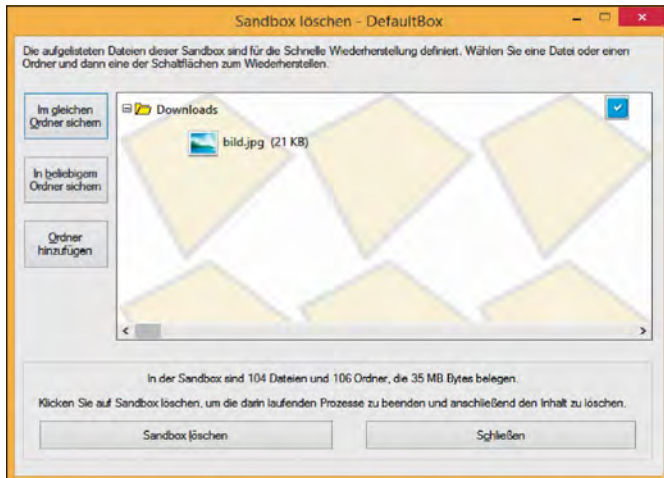 Sandbox löschen - DefaultBox
Die aufgelisteten Dateien dieser Sandbox sind für die Schnelle Wiederherstellung definiert. Wählen Sie eine Datei oder einen
Ordner und dann eine der Schaltflächen zum Wiederherstellen.
Im gleichen
Ordner sichern
Downloads
bild.jpg (21 KB)
In beliebigem
Ordner sichern
Ordner
hinzufügen
In der Sandbox sind 104 Dateien und 106 Ordner, die 35 MB Bytes belegen.
Klicken Sie auf Sandbox löschen, um die darin laufenden Prozesse zu beenden und anschließend den Inhalt zu löschen.
Sandbox löschen
Schließen